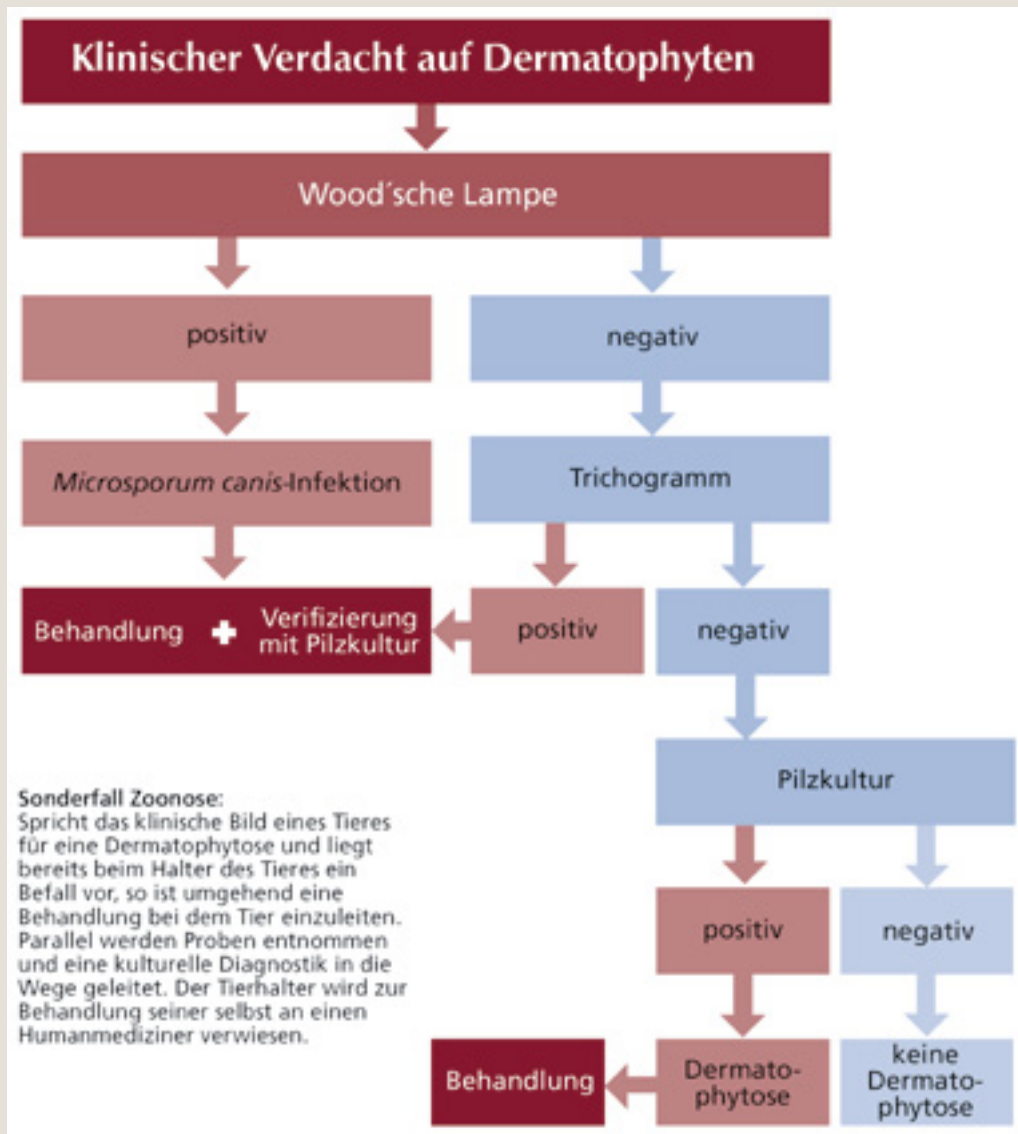 Klinischer Verdacht auf Dermatophyten
Wood´sche Lampe
positiv
negativ
Microsporum canis-Infektion
Trichogramm
Behandlung + Verifizierung
mit Pilzkultur
positiv
negativ
Pilzkultur
Sonderfall Zoonose:
Spricht das klinische Bild eines Tieres
für eine Dermatophytose und liegt
bereits beim Halter des Tieres ein
Befall vor, so ist umgehend eine
Behandlung bei dem Tier einzuleiten.
Parallel werden Proben entnommen
und eine kulturelle Diagnostik in die
Wege geleitet. Der Tierhalter wird zur
Behandlung seiner selbst an einen
Humanmediziner verwiesen.
positiv
negativ
Behandlung
Dermato-
phytose
keine
Dermato-
phytose